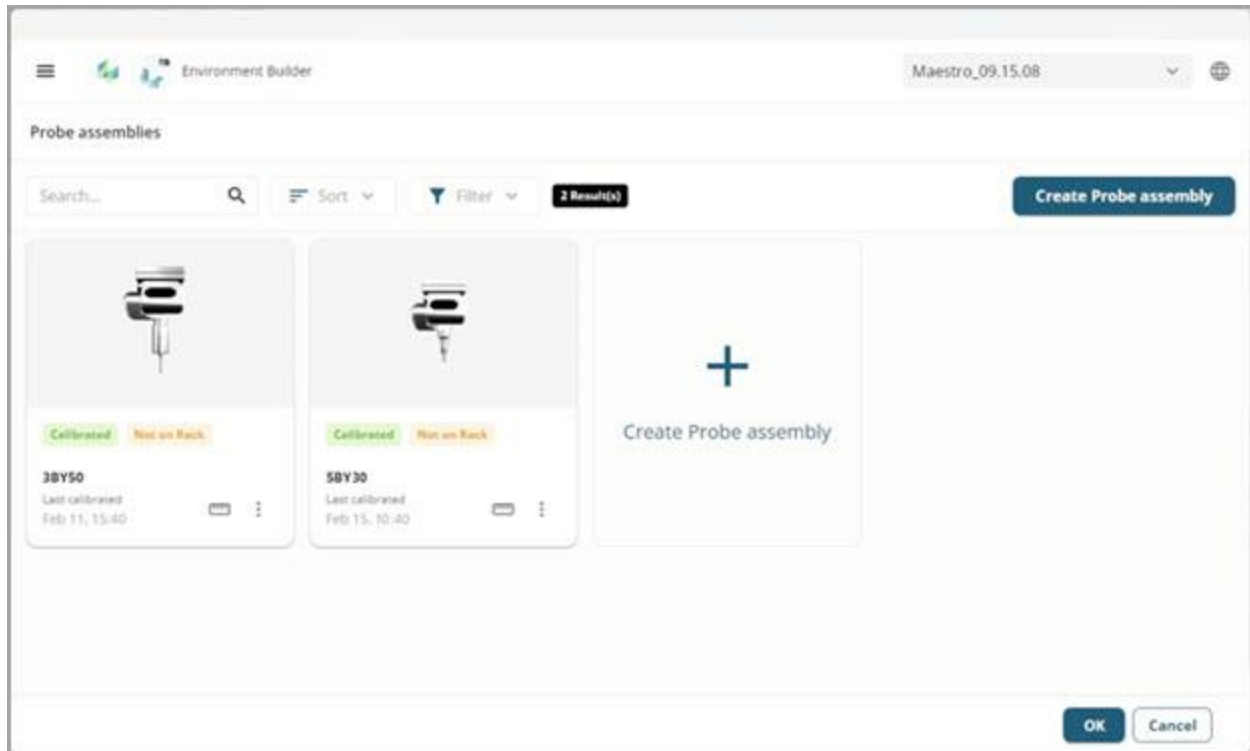 Environment Builder
Maestro_09.15.08
Probe assemblies
Search...
Sort
Filter
2 Result(s)
Create Probe assembly
Calibrated
Not on Rack
3BY50
Last calibrated
Feb 11, 15:40
Calibrated
Not on Rack
5BY30
Last calibrated
Feb 15, 10:40
Create Probe assembly
OK
Cancel